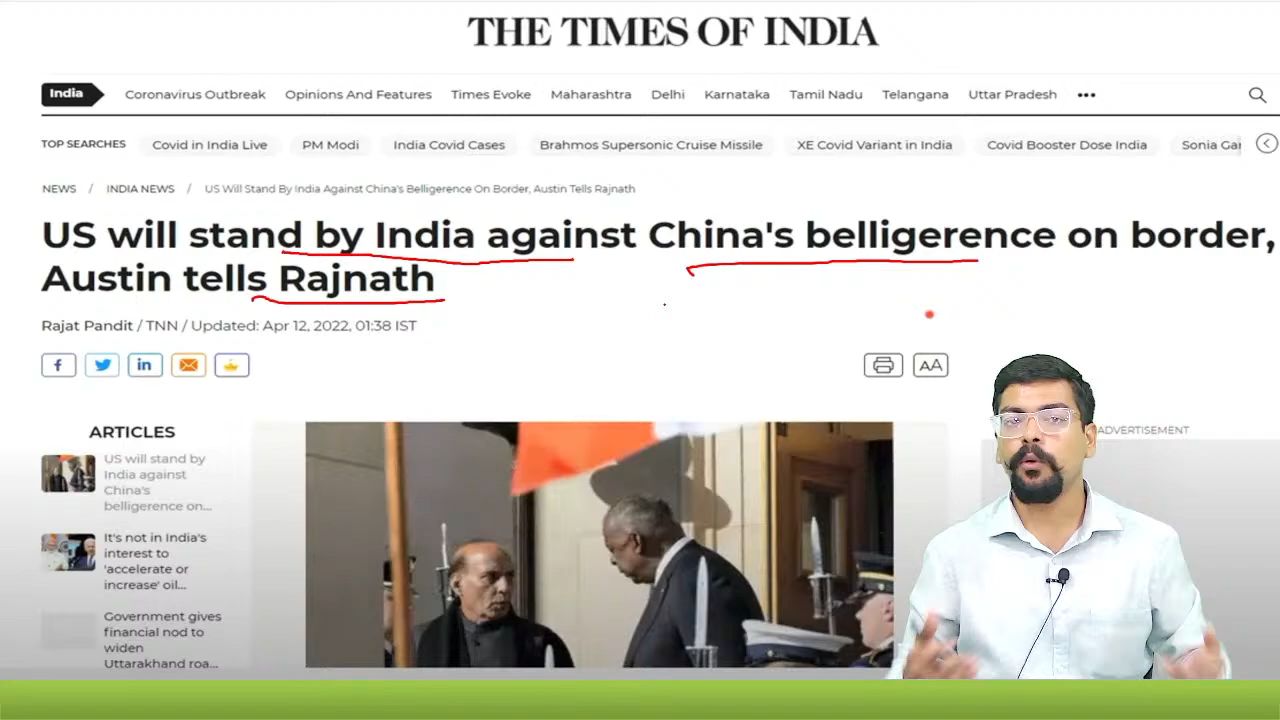 THE TIMES OF INDIA
India Coronavirus Outbreak Opinions And Features Times Evoke Maharashtra Delhi Karnataka Tamil Nadu Telangana Uttar Pradesh •••
TOP SEARCHES Covid in India Live PM Modi India Covid Cases Brahmos Supersonic Cruise Missile XE Covid Variant in India Covid Booster Dose India Sonia
NEWS / INDIA NEWS / US Will Stand By India Against China's Belligerence On Border, Austin Tells Rajnath
US will stand by India against China's belligerence on border,
Austin tells Rajnath
Rajat Pandit / TNN / Updated: Apr 12, 2022, 01:38 IST
f in AA
ARTICLES
US will stand by
India against
China's
belligerence on...
It's not in India's
interest to
'accelerate or
increase' oil...
Government gives
financial nod to
widen
Uttarakhand roa...
ADVERTISEMENT